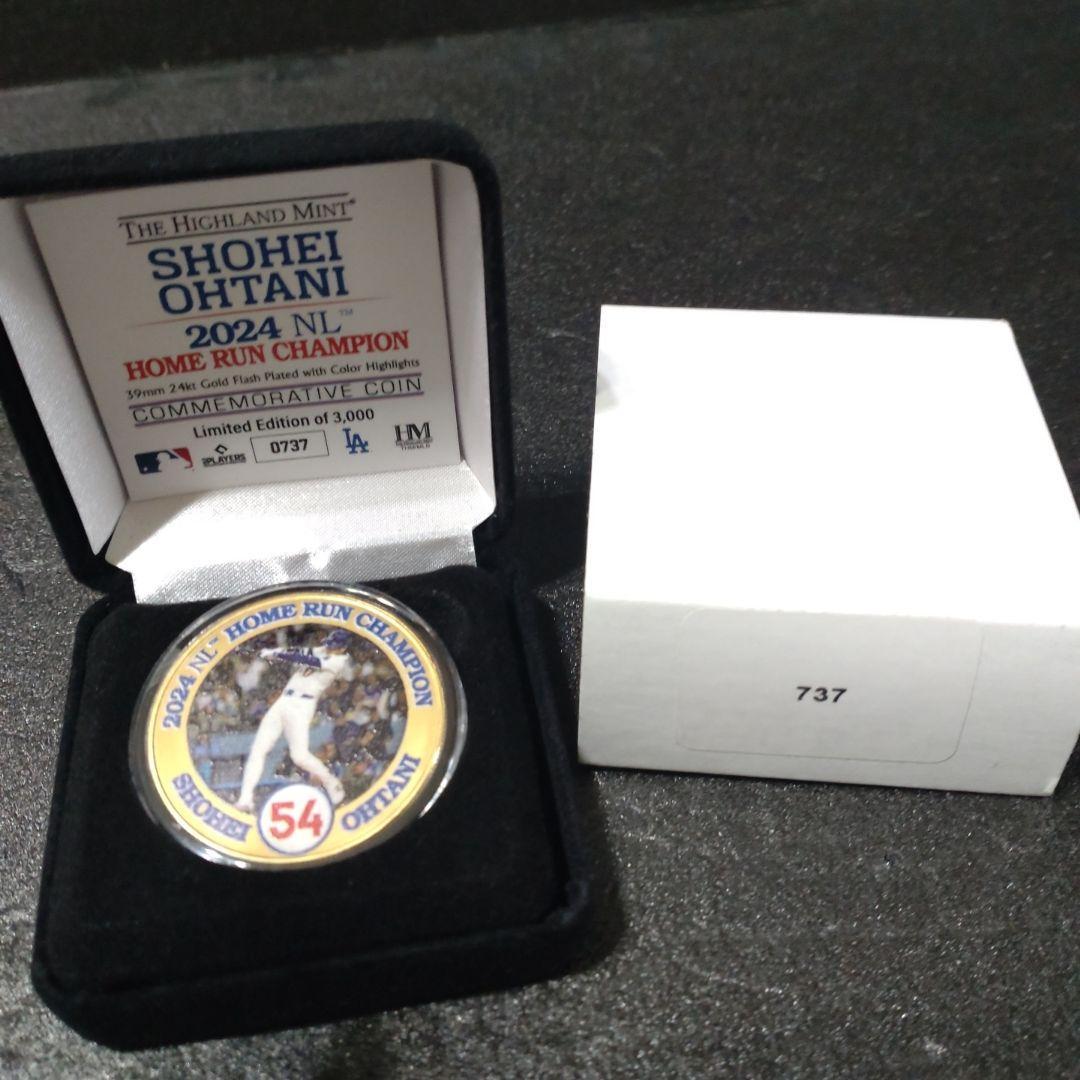 THE HIGHLAND MINT®
SHOHEI
OHTANI
2024 NL™
HOME RUN CHAMPION
39mm 24kt Gold Flash Plated with Color Highlights
COMMEMORATIVE COIN
Limited Edition of 3,000
PLAYERS
0737
LA
HM
2024 NL™ HOME RUN CHAMPION
SHOHEI
54
OHTANI
737